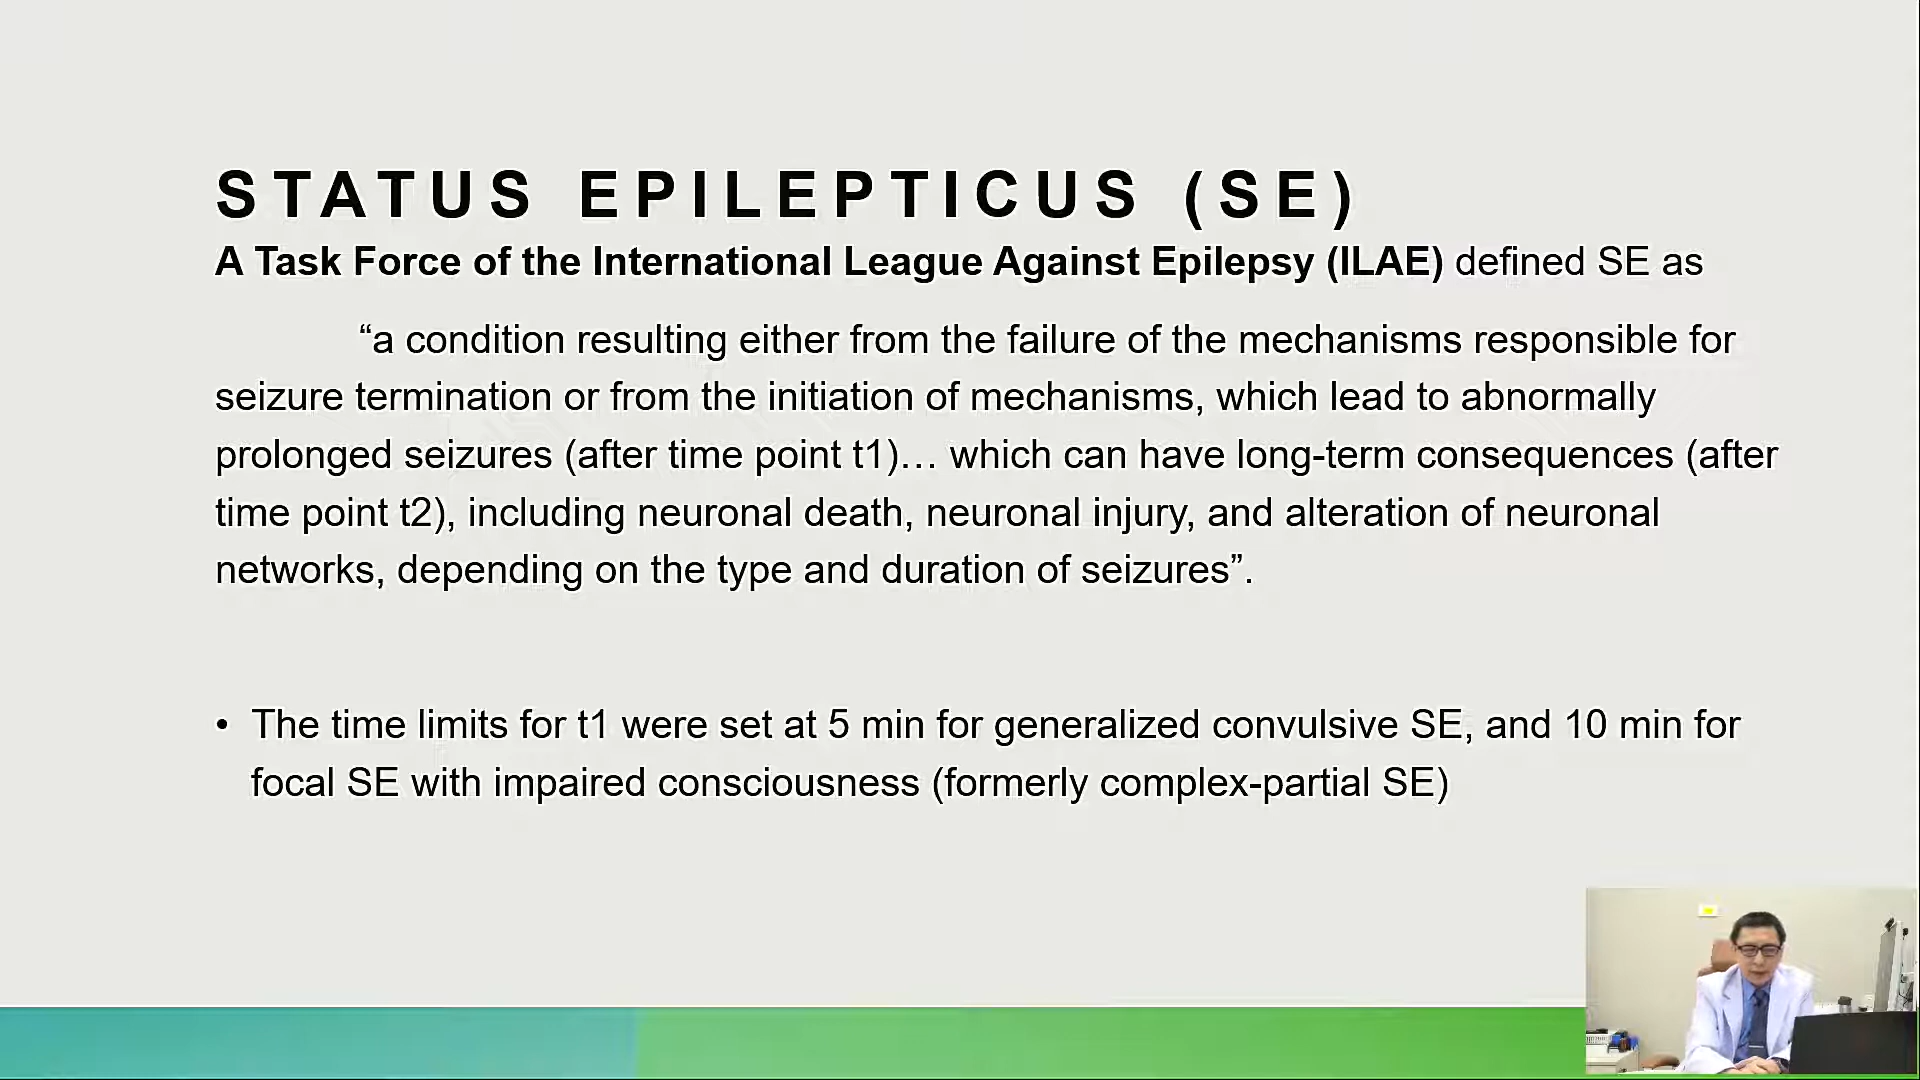 STATUS EPILEPTICUS (SE)
A Task Force of the International League Against Epilepsy (ILAE) defined SE as
“a condition resulting either from the failure of the mechanisms responsible for
seizure termination or from the initiation of mechanisms, which lead to abnormally
prolonged seizures (after time point t1)… which can have long-term consequences (after
time point t2), including neuronal death, neuronal injury, and alteration of neuronal
networks, depending on the type and duration of seizures”.
• The time limits for t1 were set at 5 min for generalized convulsive SE, and 10 min for
focal SE with impaired consciousness (formerly complex-partial SE)